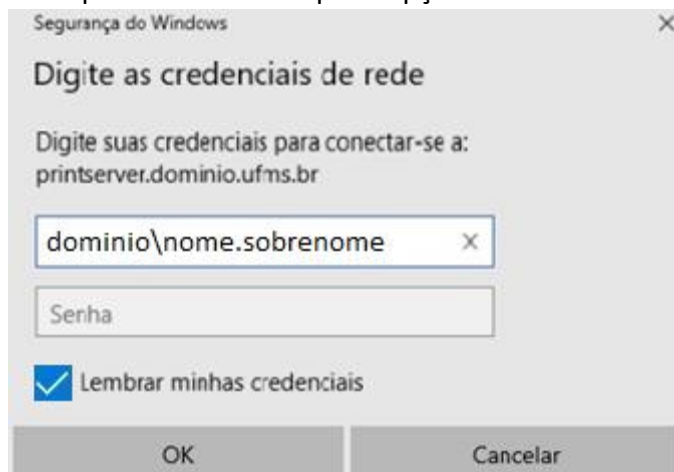 Segurança do Windows
Digite as credenciais de rede
Digite suas credenciais para conectar-se a:
printserver.dominio.ufms.br
dominio\nome.sobrenome
Senha
Lembrar minhas credenciais
OK
Cancelar